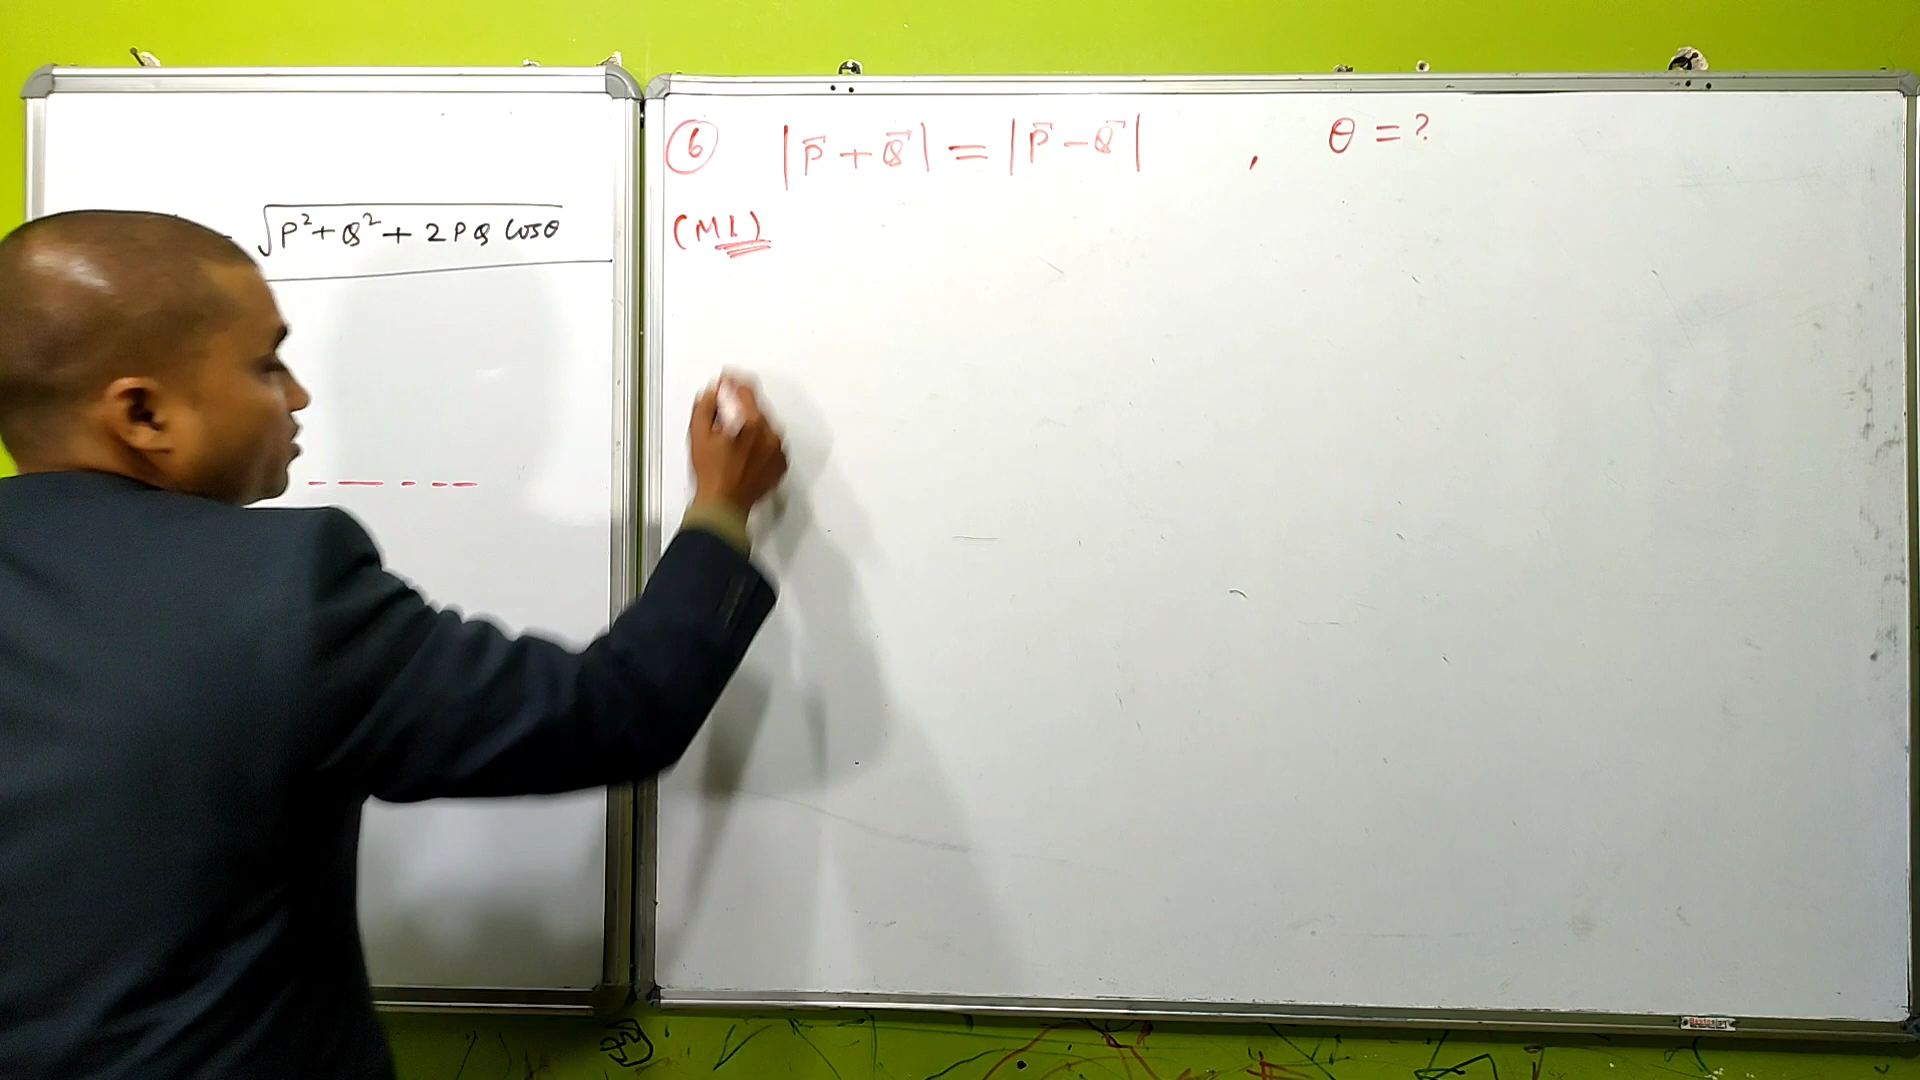 √P²+Q²+2PQ Cosθ
⑥ |P⃗ + Q⃗| = |P⃗ − Q⃗| , θ = ?
(M1)